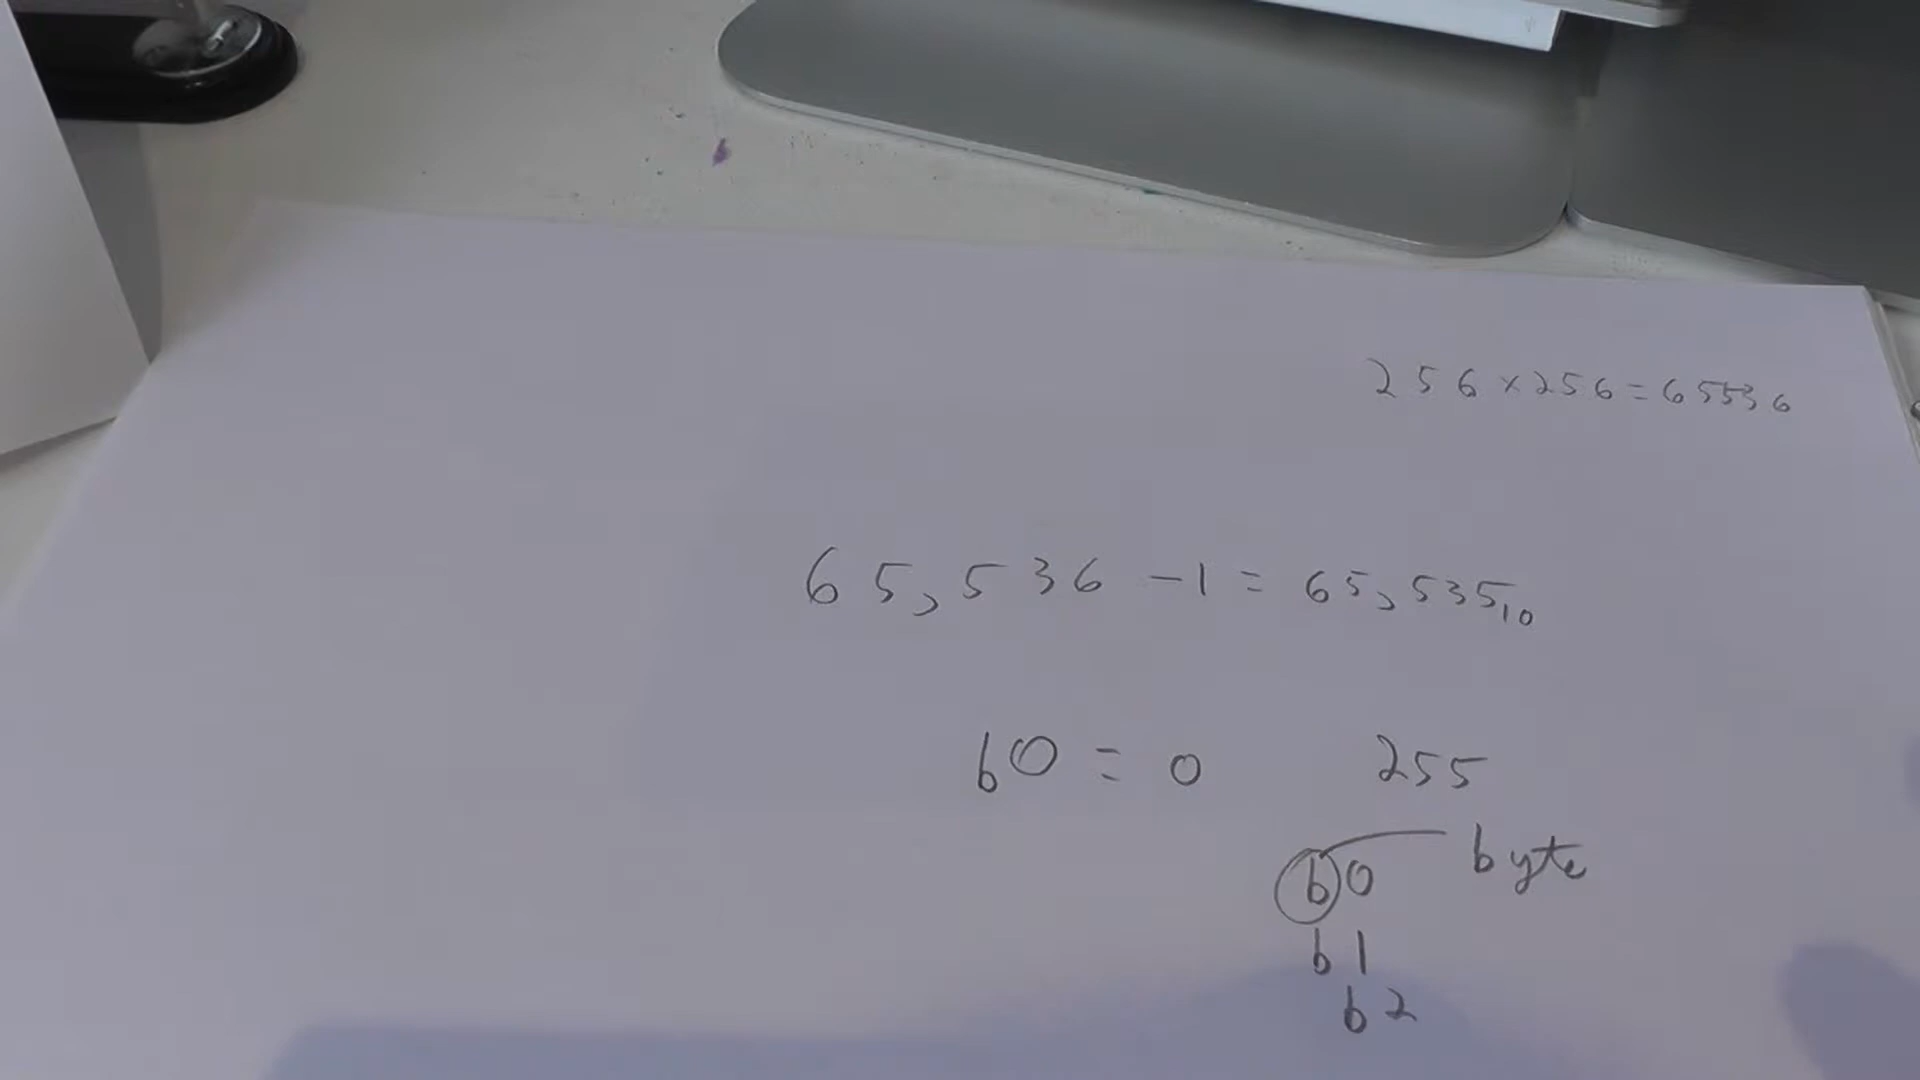 256×256=65536
65,536 -1 = 65,535₁₀
b0 = 0 255
byte
b0
b1
b2